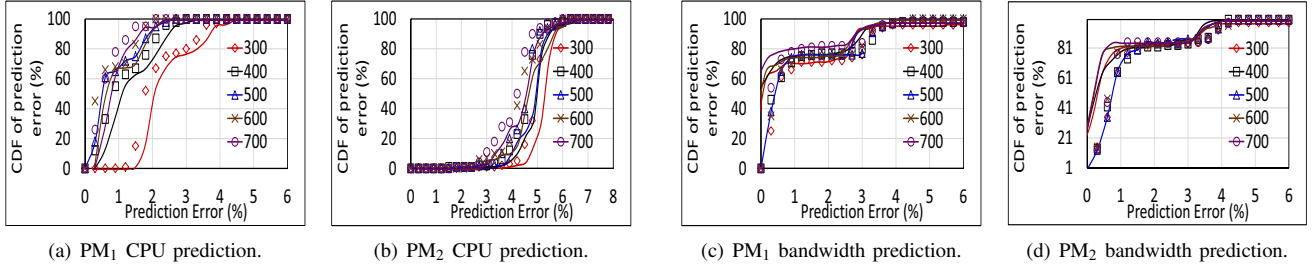 CDF of prediction error (%)
100
80
60
40
20
0
300
400
500
600
700
0 1 2 3 4 5 6
Prediction Error (%)
(a) PM1 CPU prediction.
CDF of prediction error (%)
100
80
60
40
20
0
300
400
500
600
700
0 1 2 3 4 5 6 7 8
Prediction Error (%)
(b) PM2 CPU prediction.
CDF of prediction error (%)
100
80
60
40
20
0
300
400
500
600
700
0 1 2 3 4 5 6
Prediction Error (%)
(c) PM1 bandwidth prediction.
CDF of prediction error (%)
81
61
41
21
1
300
400
500
600
700
0 1 2 3 4 5 6
Prediction Error (%)
(d) PM2 bandwidth prediction.